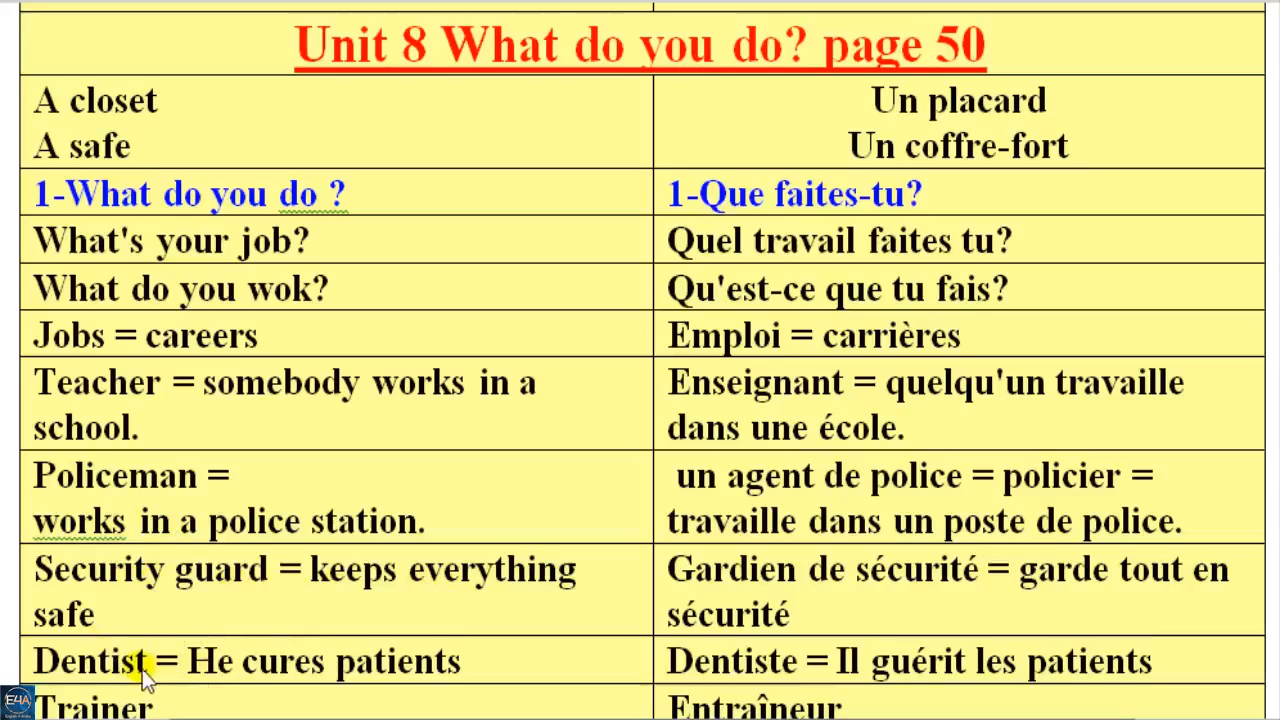 Unit 8 What do you do? page 50
A closet
A safe
Un placard
Un coffre-fort
1-What do you do ?
1-Que faites-tu?
What's your job?
Quel travail faites tu?
What do you wok?
Qu'est-ce que tu fais?
Jobs = careers
Emploi = carrières
Teacher = somebody works in a
school.
Enseignant = quelqu'un travaille
dans une école.
Policeman =
works in a police station.
un agent de police = policier =
travaille dans un poste de police.
Security guard = keeps everything
safe
Gardien de sécurité = garde tout en
sécurité
Dentist = He cures patients
Dentiste = Il guérit les patients
Trainer
Entraîneur
E4A